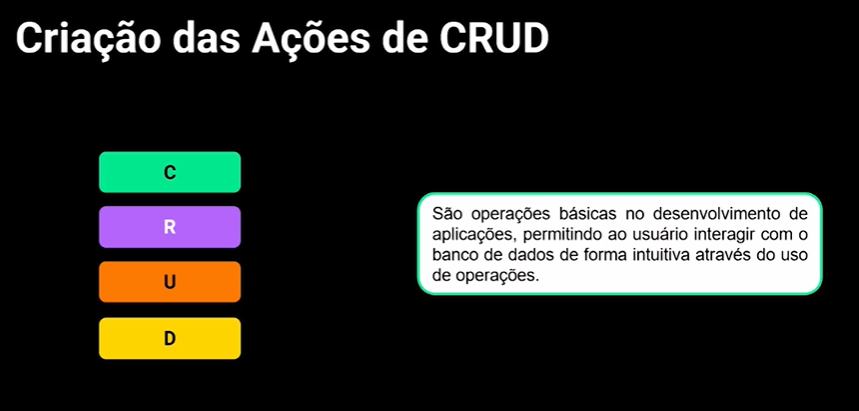 Criação das Ações de CRUD
C
R
U
D
São operações básicas no desenvolvimento de
aplicações, permitindo ao usuário interagir com o
banco de dados de forma intuitiva através do uso
de operações.